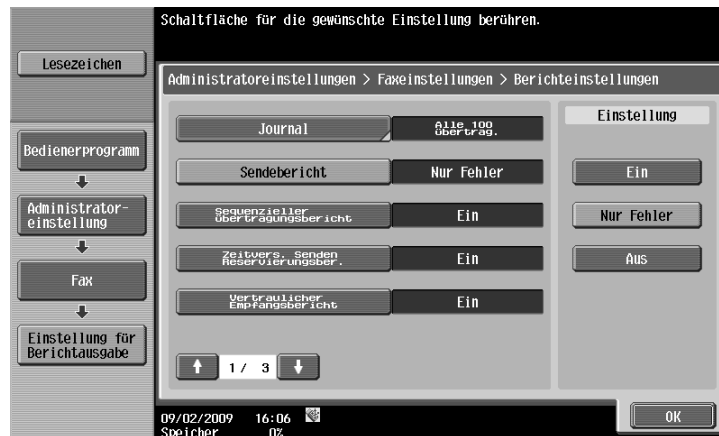 Schaltfläche für die gewünschte Einstellung berühren.
Lesezeichen
Administratoreinstellungen > Faxeinstellungen > Berichteinstellungen
Bedienerprogramm
Administrator-
einstellung
Fax
Einstellung für
Berichtausgabe
Journal
Alle 100
Übertrag.
Sendebericht
Nur Fehler
Sequenzieller
Übertragungsbericht
Ein
Zeitvers. Senden
Reservierungsber.
Ein
Vertraulicher
Empfangsbericht
Ein
1/ 3
Einstellung
Ein
Nur Fehler
Aus
09/02/2009 16:06
Speicher 0%
OK